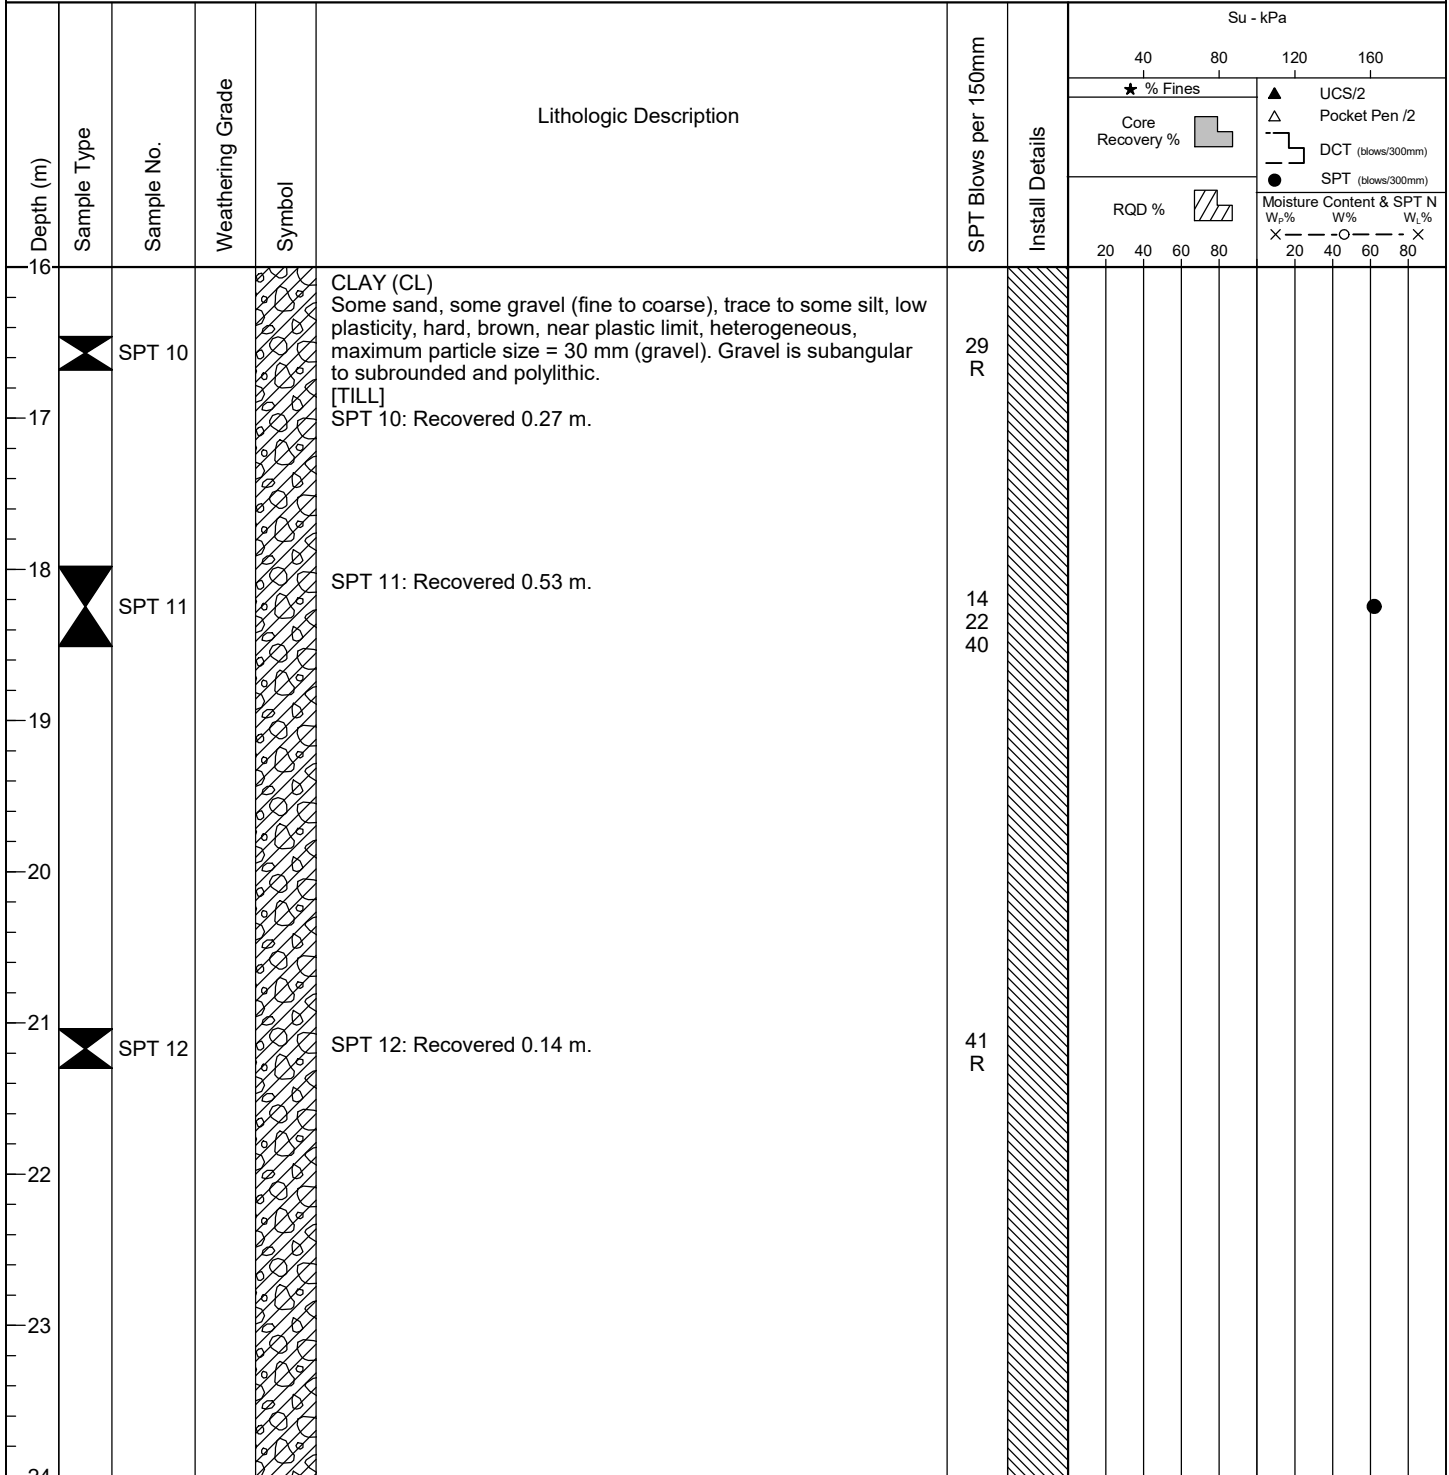 Depth (m)
Sample Type
Sample No.
Weathering Grade
Symbol
Lithologic Description
SPT Blows per 150mm
Install Details
Su - kPa
40 80 120 160
★ % Fines
Core
Recovery %
RQD %
▲ UCS/2
△ Pocket Pen /2
DCT (blows/300mm)
● SPT (blows/300mm)
Moisture Content & SPT N
WP% W% WL%
20 40 60 80 20 40 60 80
16
CLAY (CL)
Some sand, some gravel (fine to coarse), trace to some silt, low
plasticity, hard, brown, near plastic limit, heterogeneous,
maximum particle size = 30 mm (gravel). Gravel is subangular
to subrounded and polylithic.
[TILL]
SPT 10
29
R
17
SPT 10: Recovered 0.27 m.
18
SPT 11: Recovered 0.53 m.
SPT 11
14
22
40
19
20
21
SPT 12
SPT 12: Recovered 0.14 m.
41
R
22
23
24